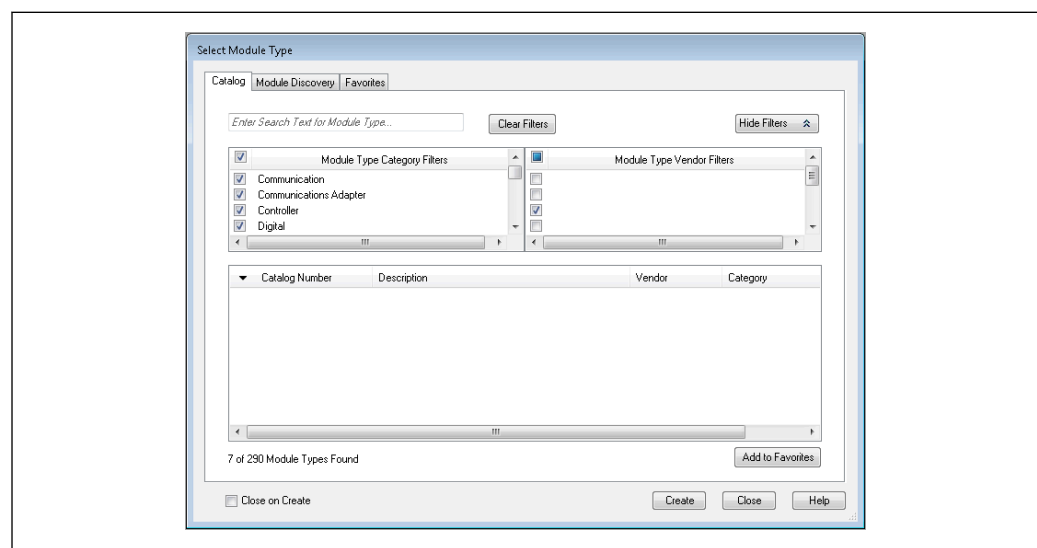 Select Module Type
Catalog Module Discovery Favorites
Enter Search Text for Module Type...
Clear Filters
Hide Filters
Module Type Category Filters
Module Type Vendor Filters
Communication
Communications Adapter
Controller
Digital
Catalog Number Description Vendor Category
7 of 290 Module Types Found
Add to Favorites
Close on Create
Create Close Help